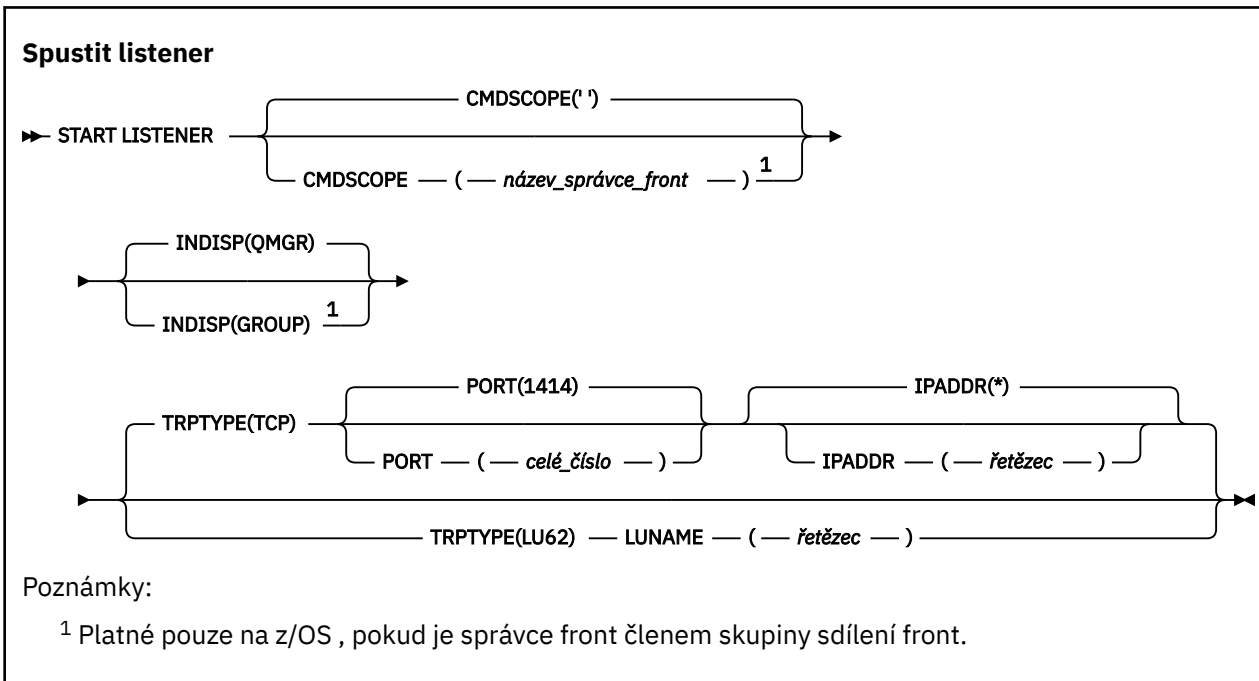 Spustit listener
CMDSCOPE(' ')
START LISTENER
CMDSCOPE ( název_správce_front ) 1
INDISP(QMGR)
INDISP(GROUP) 1
PORT(1414) IPADDR(*)
TRPTYPE(TCP)
PORT ( celé_číslo ) IPADDR ( řetězec )
TRPTYPE(LU62) LUNAME ( řetězec )
Poznámky:
1 Platné pouze na z/OS , pokud je správce front členem skupiny sdílení front.